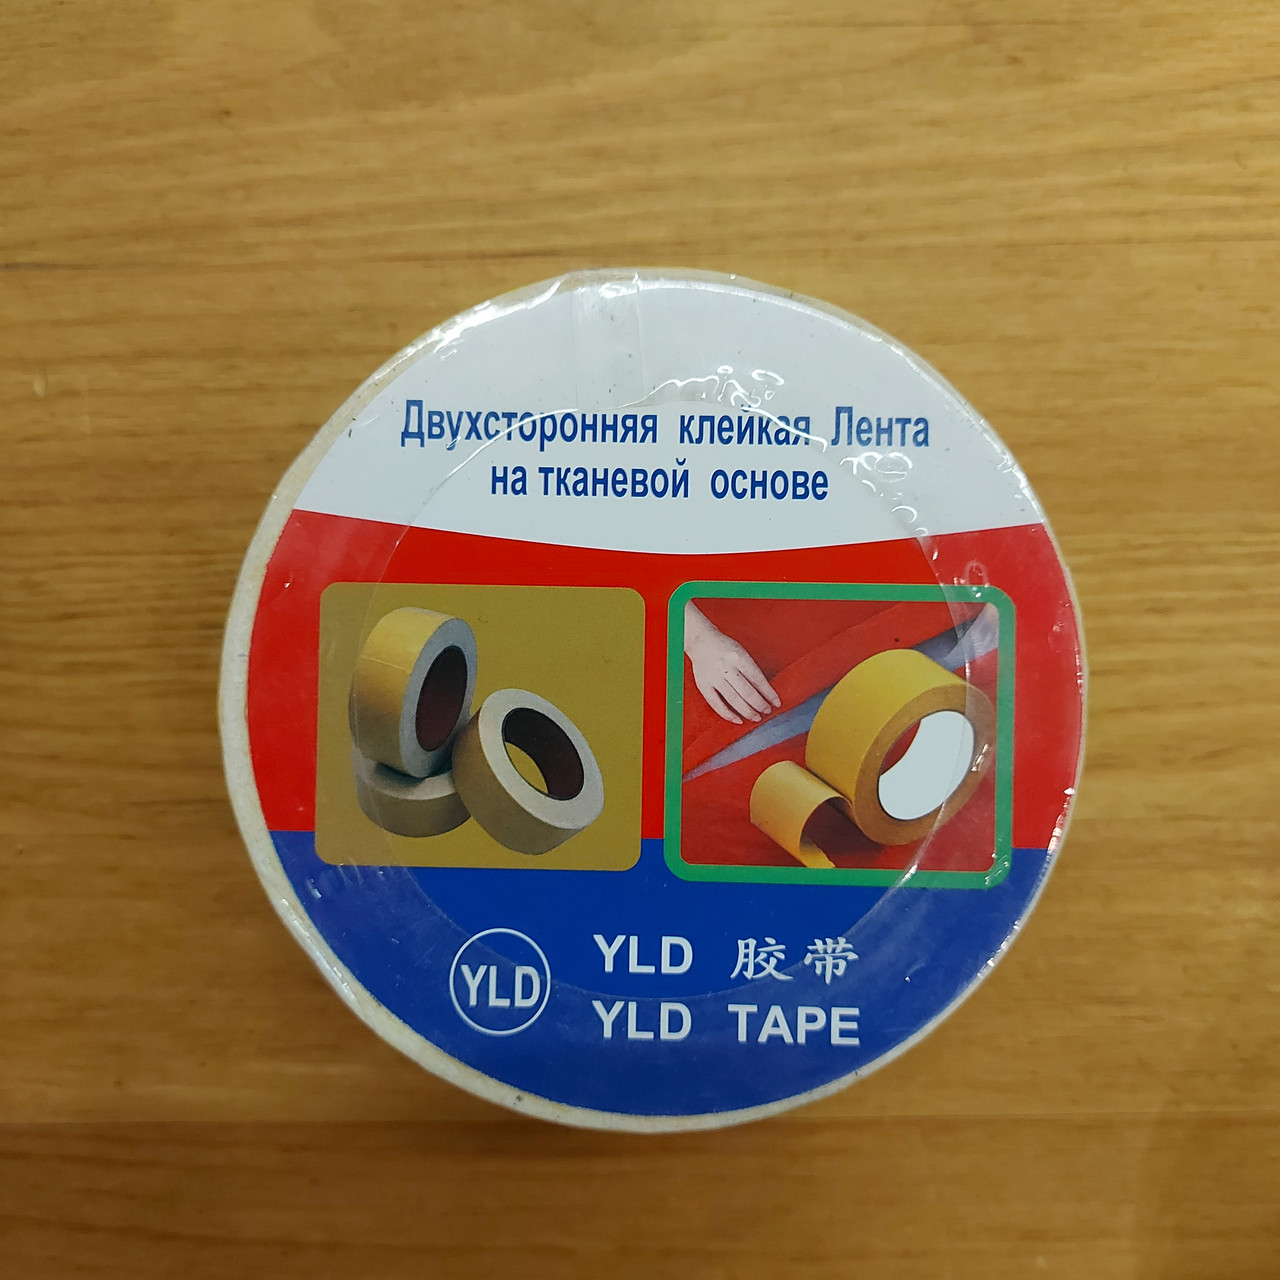 Двухсторонняя клейкая Лента
на тканевой основе
YLD
YLD 胶带
YLD TAPE